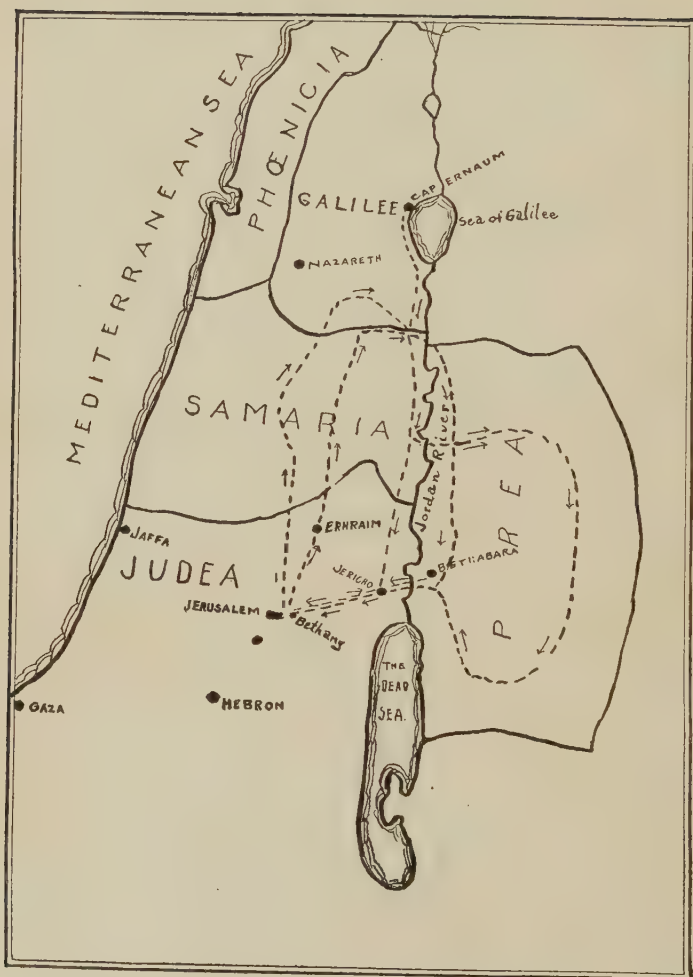 MEDITERRANEAN SEA
PHŒNICIA
GALILEE
CAPERNAUM
Sea of Galilee
NAZARETH
SAMARIA
Jordan River
PEREA
JAFFA
ERHRAIM
JUDEA
JERICHO
JERUSALEM
Bethany
THE
DEAD
SEA.
GAZA
HEBRON